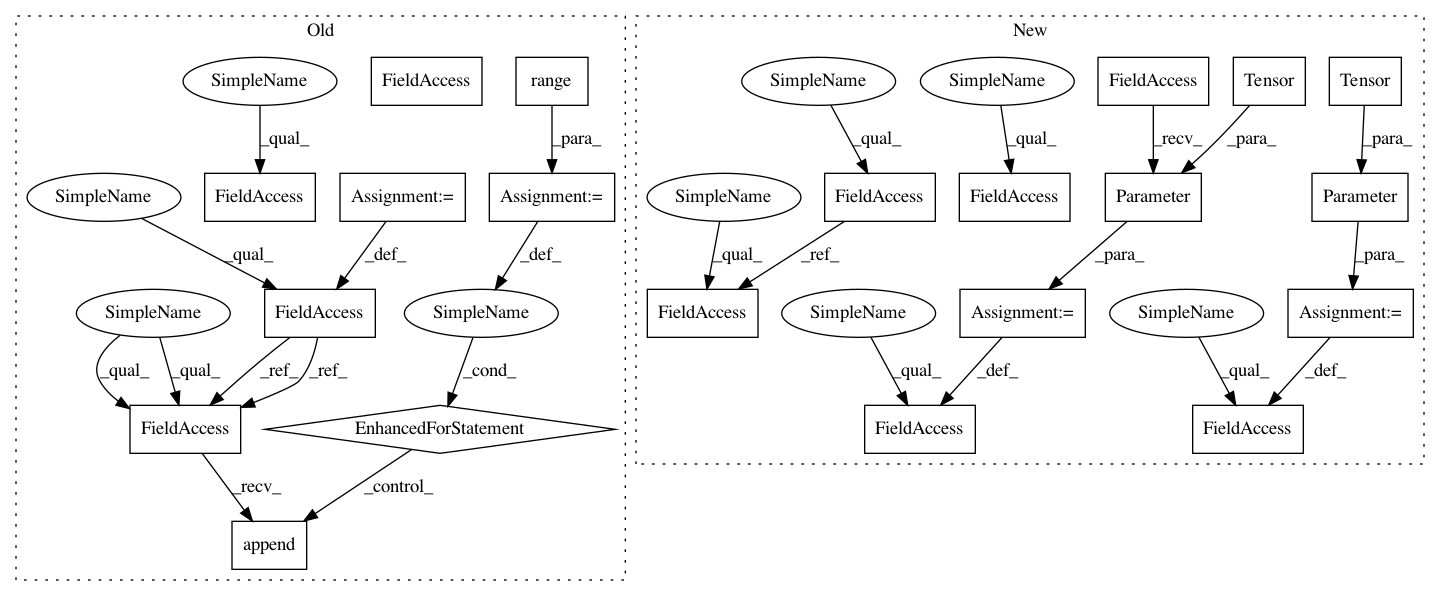 Old
New
SimpleName
FieldAccess
range
SimpleName
SimpleName
FieldAccess
Tensor
Tensor
_qual_
_para_
_qual_
_qual_
_recv_
_para_
_para_
SimpleName
FieldAccess
Assignment:=
Assignment:=
SimpleName
FieldAccess
FieldAccess
Parameter
Parameter
_qual_
_def_
_def_
_qual_
_ref_
_para_
_para_
SimpleName
FieldAccess
SimpleName
FieldAccess
SimpleName
Assignment:=
SimpleName
Assignment:=
_qual_
_qual_
_ref_
_ref_
_cond_
_qual_
_def_
_qual_
_def_
FieldAccess
EnhancedForStatement
FieldAccess
FieldAccess
_recv_
_control_
append